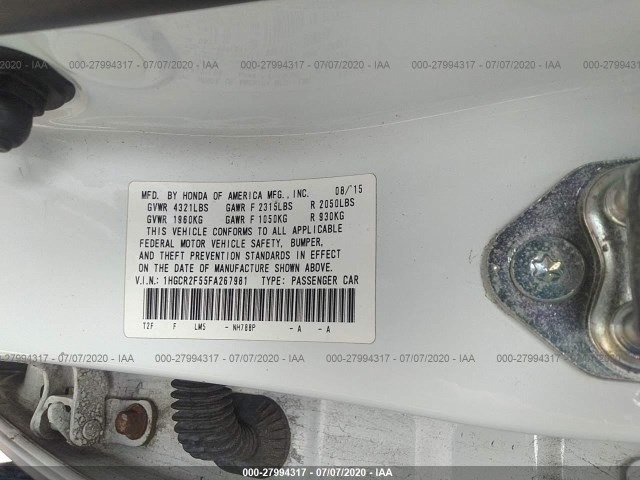 000-27994317 - 07/07/2020 - IAA 000-27994317 - 07/07/2020 - IAA 000-27994317 - 07/07/2020 - IAA
MFD. BY HONDA OF AMERICA MFG., INC. 08/15
GVWR 4321LBS GAWR F 2315LBS R 2050LBS
GVWR 1960KG GAWR F 1050KG R 930KG
THIS VEHICLE CONFORMS TO ALL APPLICABLE
FEDERAL MOTOR VEHICLE SAFETY, BUMPER,
AND THEFT PREVENTION STANDARDS IN EFFECT
ON THE DATE OF MANUFACTURE SHOWN ABOVE.
V.I.N.: 1HGCR2F55FA267981 TYPE: PASSENGER CAR
T2F F LM5 - NH788P - A - A
000-27994317 - 07/07/2020 - IAA 000-27994317 - 07/07/2020 - IAA 000-27994317 - 07/07/2020 - IAA
000-27994317 - 07/07/2020 - IAA